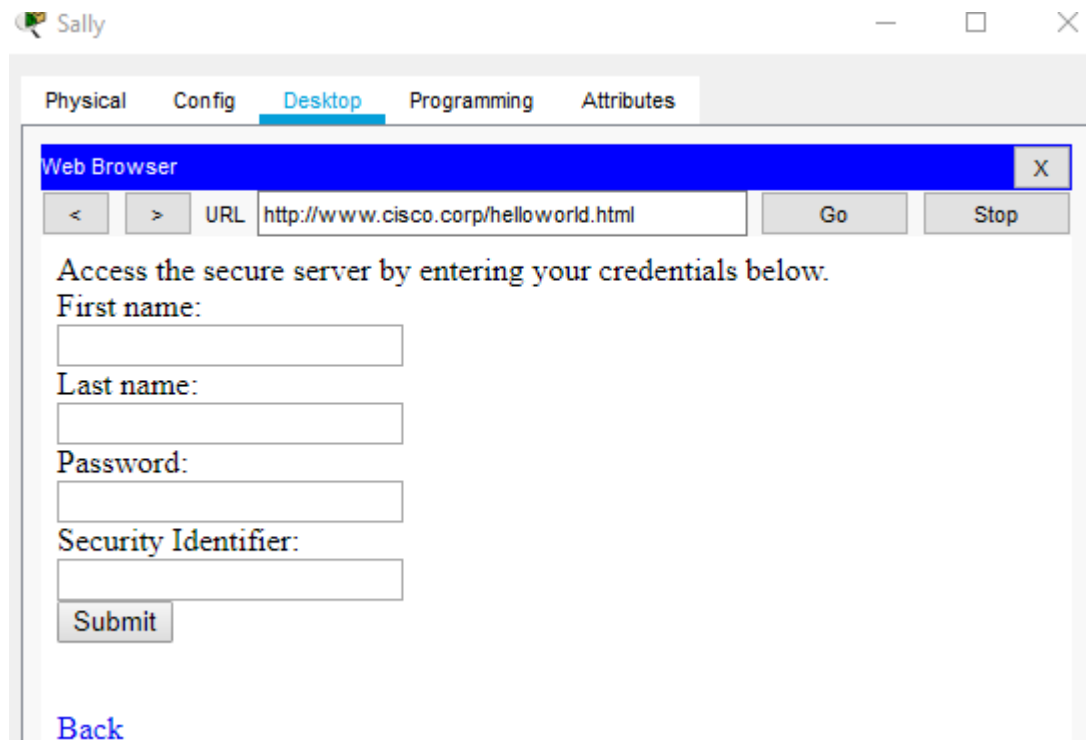 Sally
Physical Config Desktop Programming Attributes
Web Browser X
< > URL http://www.cisco.corp/helloworld.html Go Stop
Access the secure server by entering your credentials below.
First name:
Last name:
Password:
Security Identifier:
Submit
Back